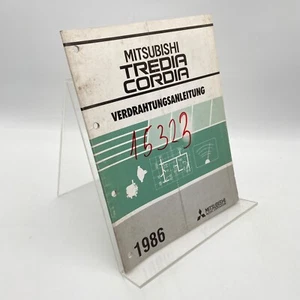 MITSUBISHI
TREDIA
CORDIA
VERDRAHTUNGSANLEITUNG
15323
1986
MITSUBISHI